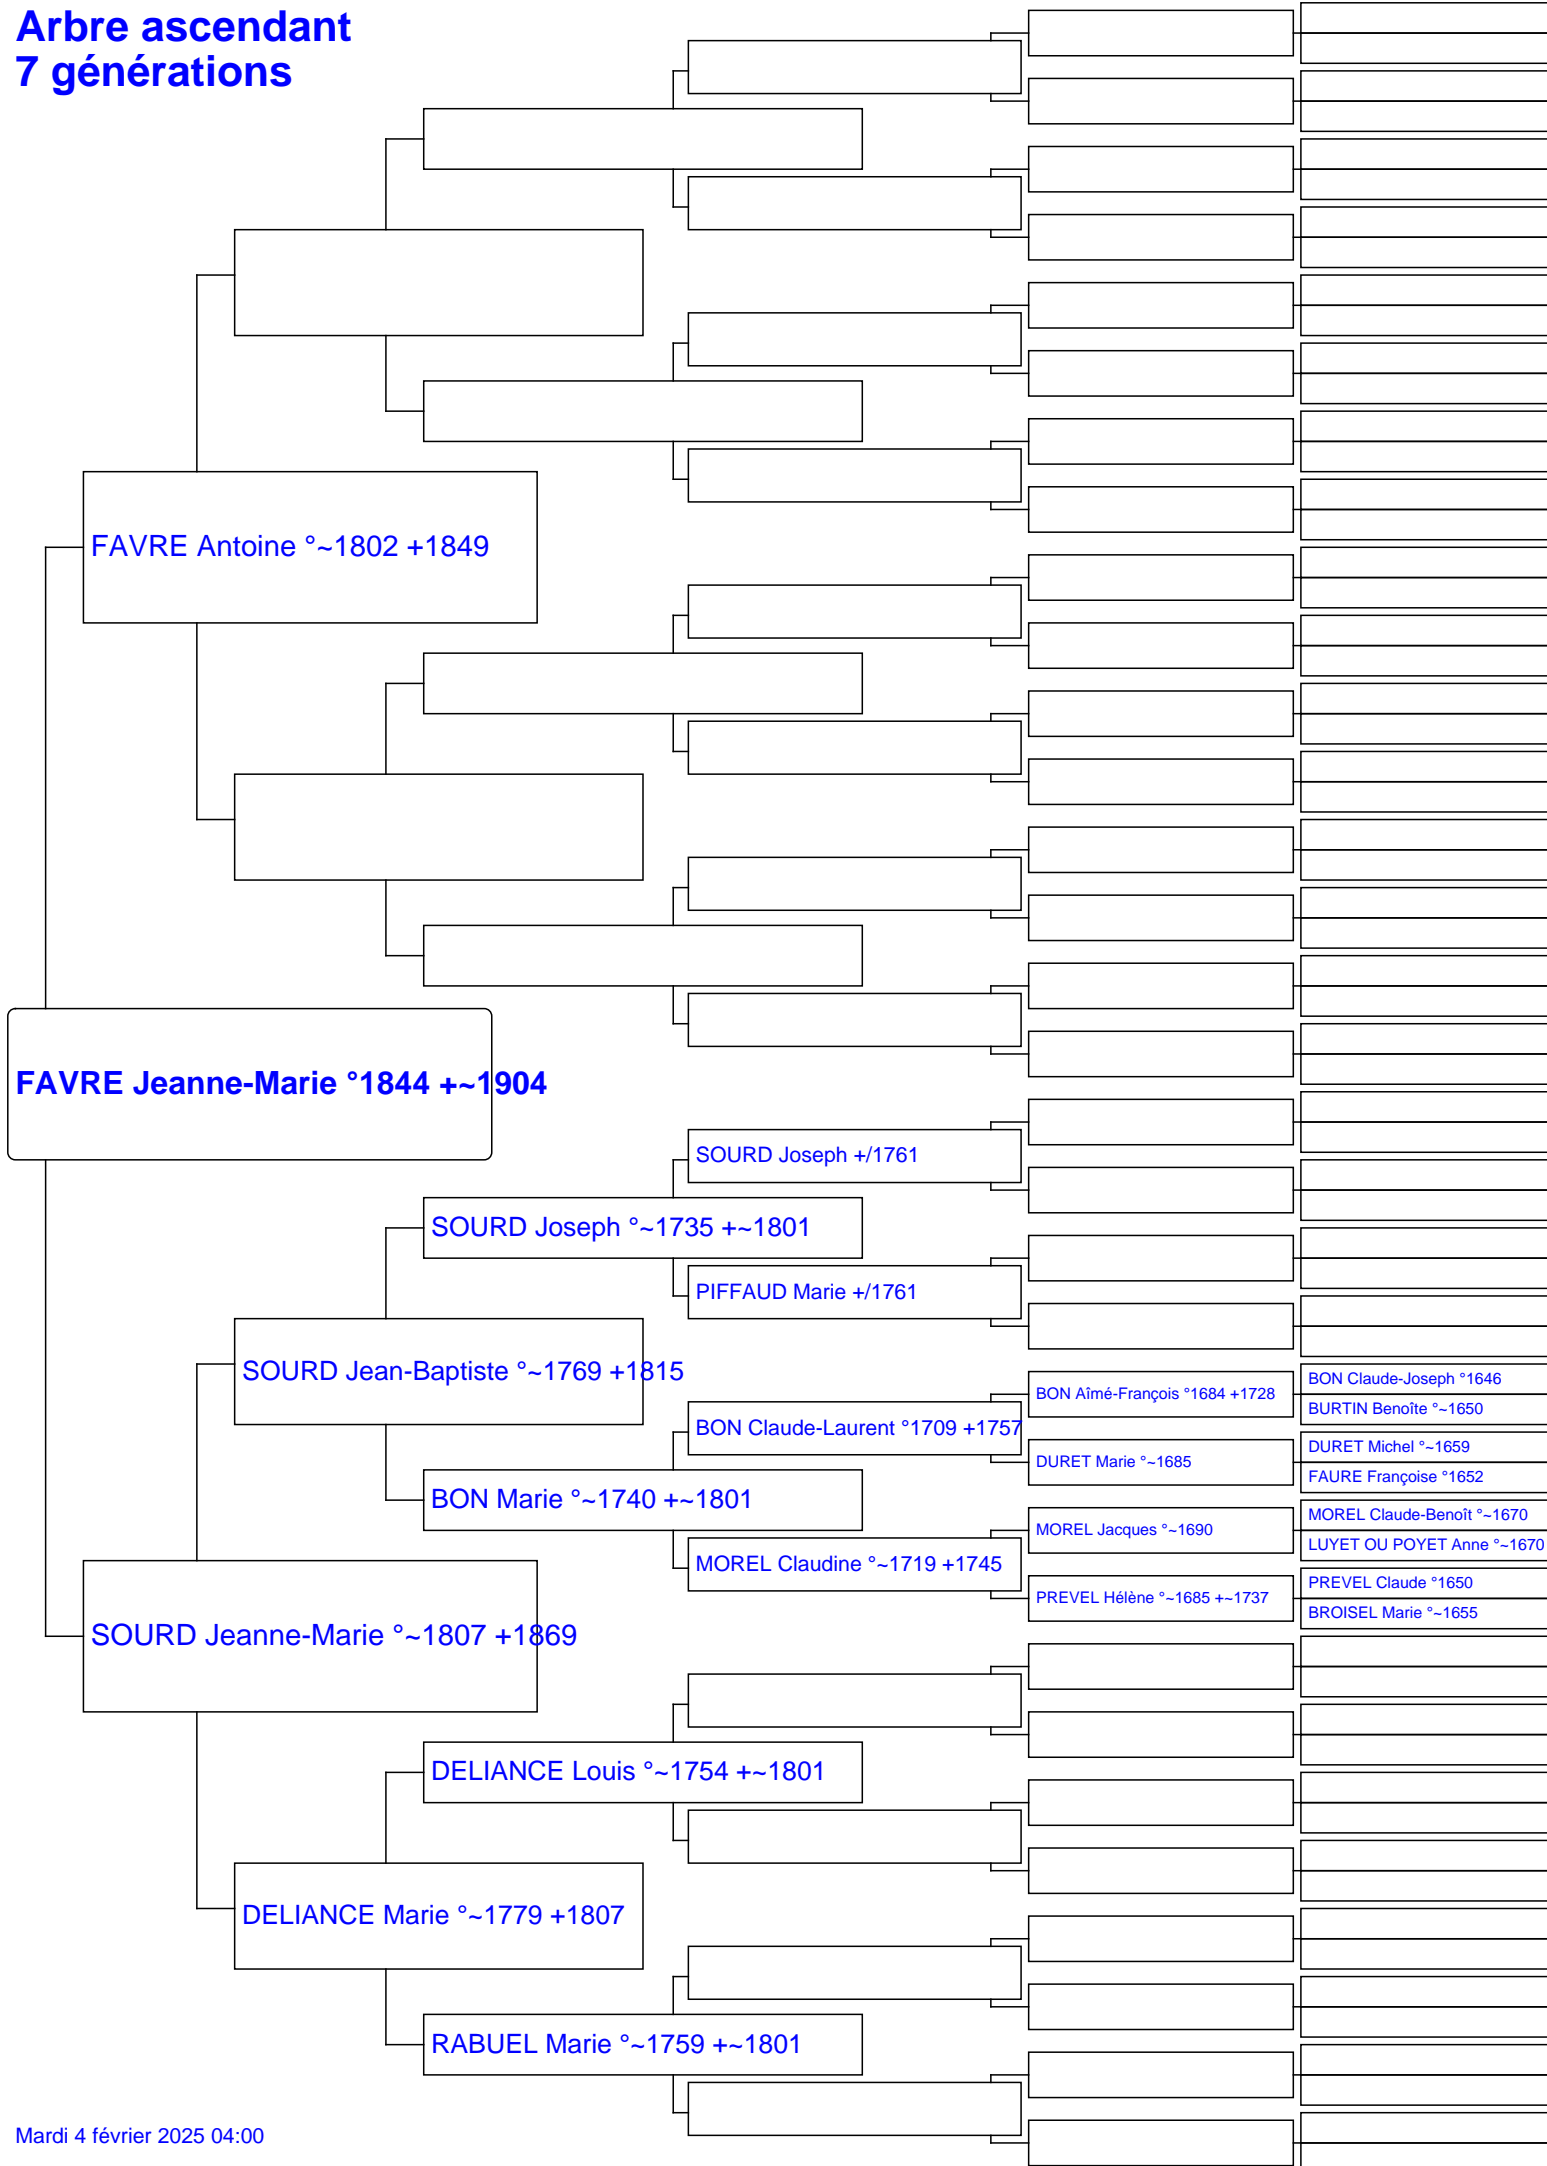 Arbre ascendant
7 générations
FAVRE Antoine °~1802 +1849
FAVRE Jeanne-Marie °1844 +~1904
SOURD Joseph +/1761
SOURD Joseph °~1735 +~1801
PIFFAUD Marie +/1761
SOURD Jean-Baptiste °~1769 +1815
BON Claude-Joseph °1646
BON Aîmé-François °1684 +1728
BURTIN Benoîte °~1650
BON Claude-Laurent °1709 +1757
DURET Michel °~1659
DURET Marie °~1685
FAURE Françoise °1652
BON Marie °~1740 +~1801
MOREL Claude-Benoît °~1670
MOREL Jacques °~1690
LUYET OU POYET Anne °~1670
MOREL Claudine °~1719 +1745
PREVEL Claude °1650
PREVEL Hélène °~1685 +~1737
BROISEL Marie °~1655
SOURD Jeanne-Marie °~1807 +1869
DELIANCE Louis °~1754 +~1801
DELIANCE Marie °~1779 +1807
RABUEL Marie °~1759 +~1801
Mardi 4 février 2025 04:00